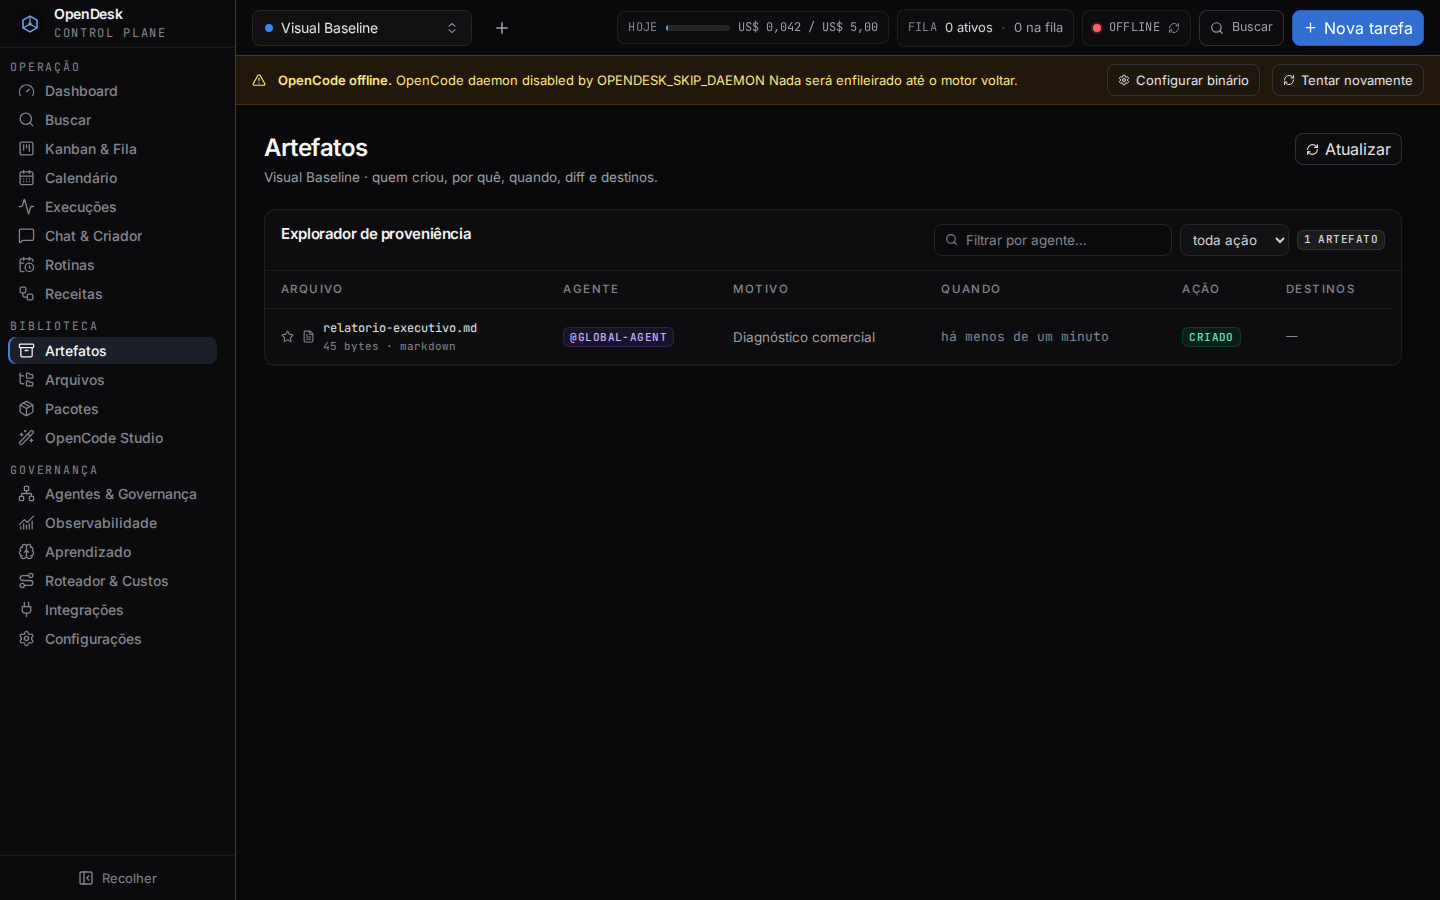 OpenDesk
CONTROL PLANE
OPERAÇÃO
Dashboard
Buscar
Kanban & Fila
Calendário
Execuções
Chat & Criador
Rotinas
Receitas
BIBLIOTECA
Artefatos
Arquivos
Pacotes
OpenCode Studio
GOVERNANÇA
Agentes & Governança
Observabilidade
Aprendizado
Roteador & Custos
Integrações
Configurações
Recolher
Visual Baseline
HOJE US$ 0,042 / US$ 5,00
FILA 0 ativos · 0 na fila
OFFLINE
Buscar
Nova tarefa
OpenCode offline. OpenCode daemon disabled by OPENDESK_SKIP_DAEMON Nada será enfileirado até o motor voltar.
Configurar binário
Tentar novamente
Artefatos
Visual Baseline · quem criou, por quê, quando, diff e destinos.
Atualizar
Explorador de proveniência
Filtrar por agente...
toda ação
1 ARTEFATO
ARQUIVO AGENTE MOTIVO QUANDO AÇÃO DESTINOS
relatorio-executivo.md
45 bytes · markdown
@GLOBAL-AGENT
Diagnóstico comercial
há menos de um minuto
CRIADO
—